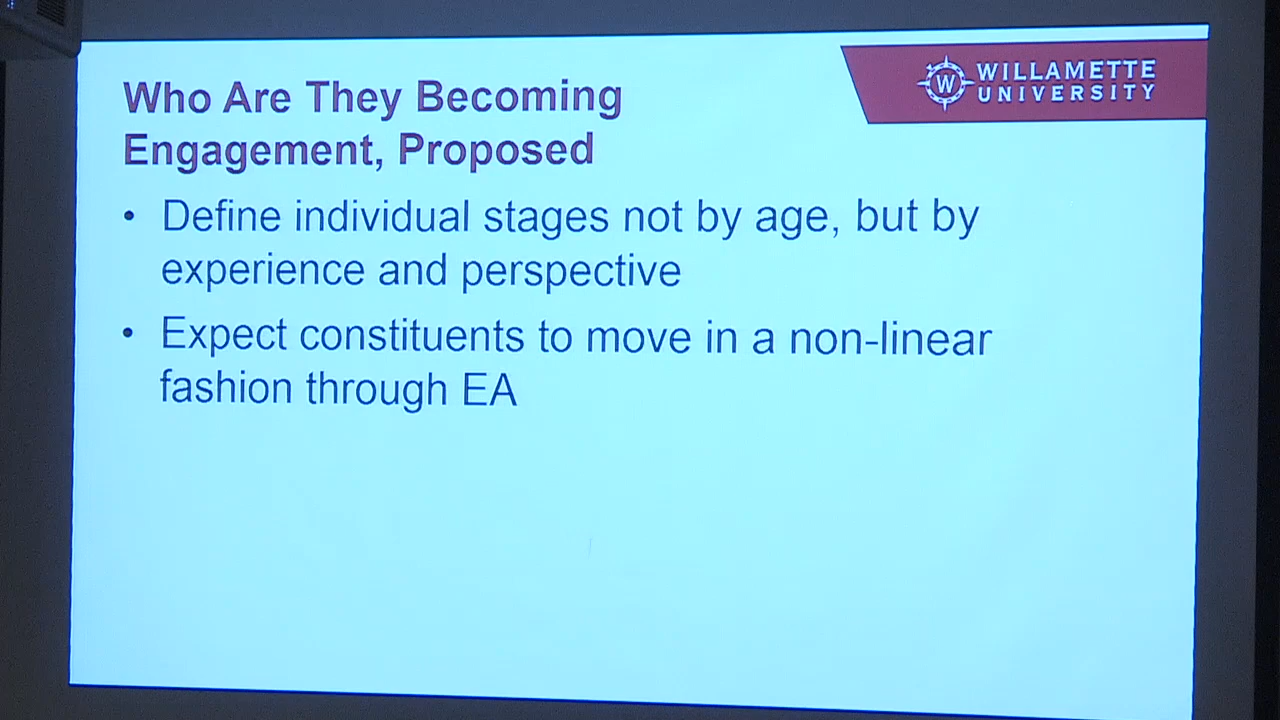 WILLAMETTE
UNIVERSITY
W
Who Are They Becoming
Engagement, Proposed
• Define individual stages not by age, but by
experience and perspective
• Expect constituents to move in a non-linear
fashion through EA